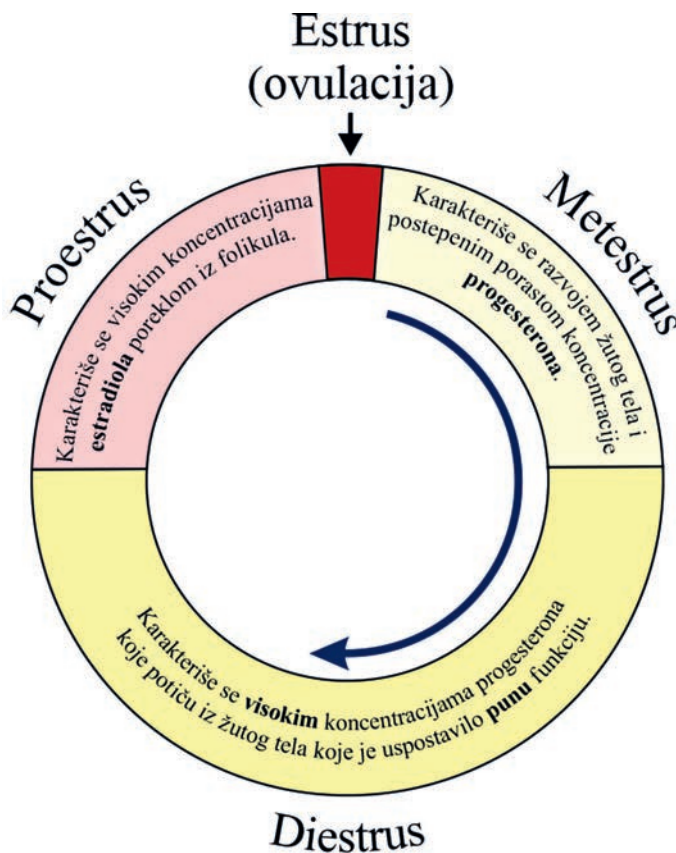 Estrus
(ovulacija)
Proestrus
Karakteriše se visokim koncentracijama
estradiola poreklom iz folikula.
Metestrus
Karakteriše se razvojem žutog tela i
postepenim porastom koncentracije
progesterona.
Karakteriše se visokim koncentracijama progesterona
koje potiču iz žutog tela koje je uspostavilo punu funkciju.
Diestrus